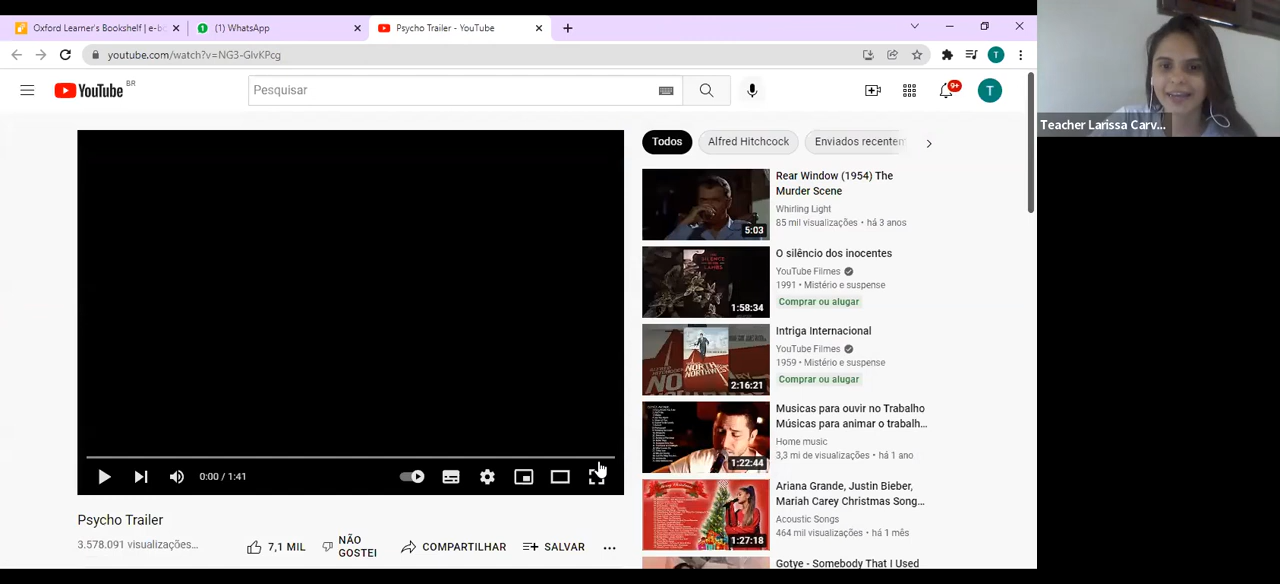 Oxford Learner's Bookshelf | e-b
(1) WhatsApp
Psycho Trailer - YouTube
youtube.com/watch?v=NG3-GlvKPcg
T
YouTube BR
Pesquisar
9+
T
Teacher Larissa Carv...
Todos
Alfred Hitchcock
Enviados recentem
Rear Window (1954) The
Murder Scene
Whirling Light
85 mil visualizações • há 3 anos
5:03
O silêncio dos inocentes
YouTube Filmes
1991 • Mistério e suspense
Comprar ou alugar
1:58:34
Intriga Internacional
YouTube Filmes
1959 • Mistério e suspense
Comprar ou alugar
2:16:21
Musicas para ouvir no Trabalho
Músicas para animar o trabalh...
Home music
3,3 mi de visualizações • há 1 ano
1:22:44
Ariana Grande, Justin Bieber,
Mariah Carey Christmas Song...
Acoustic Songs
464 mil visualizações • há 1 mês
1:27:18
Gotye - Somebody That I Used
0:00 / 1:41
Psycho Trailer
3.578.091 visualizações...
7,1 MIL
NÃO
GOSTEI
COMPARTILHAR
SALVAR